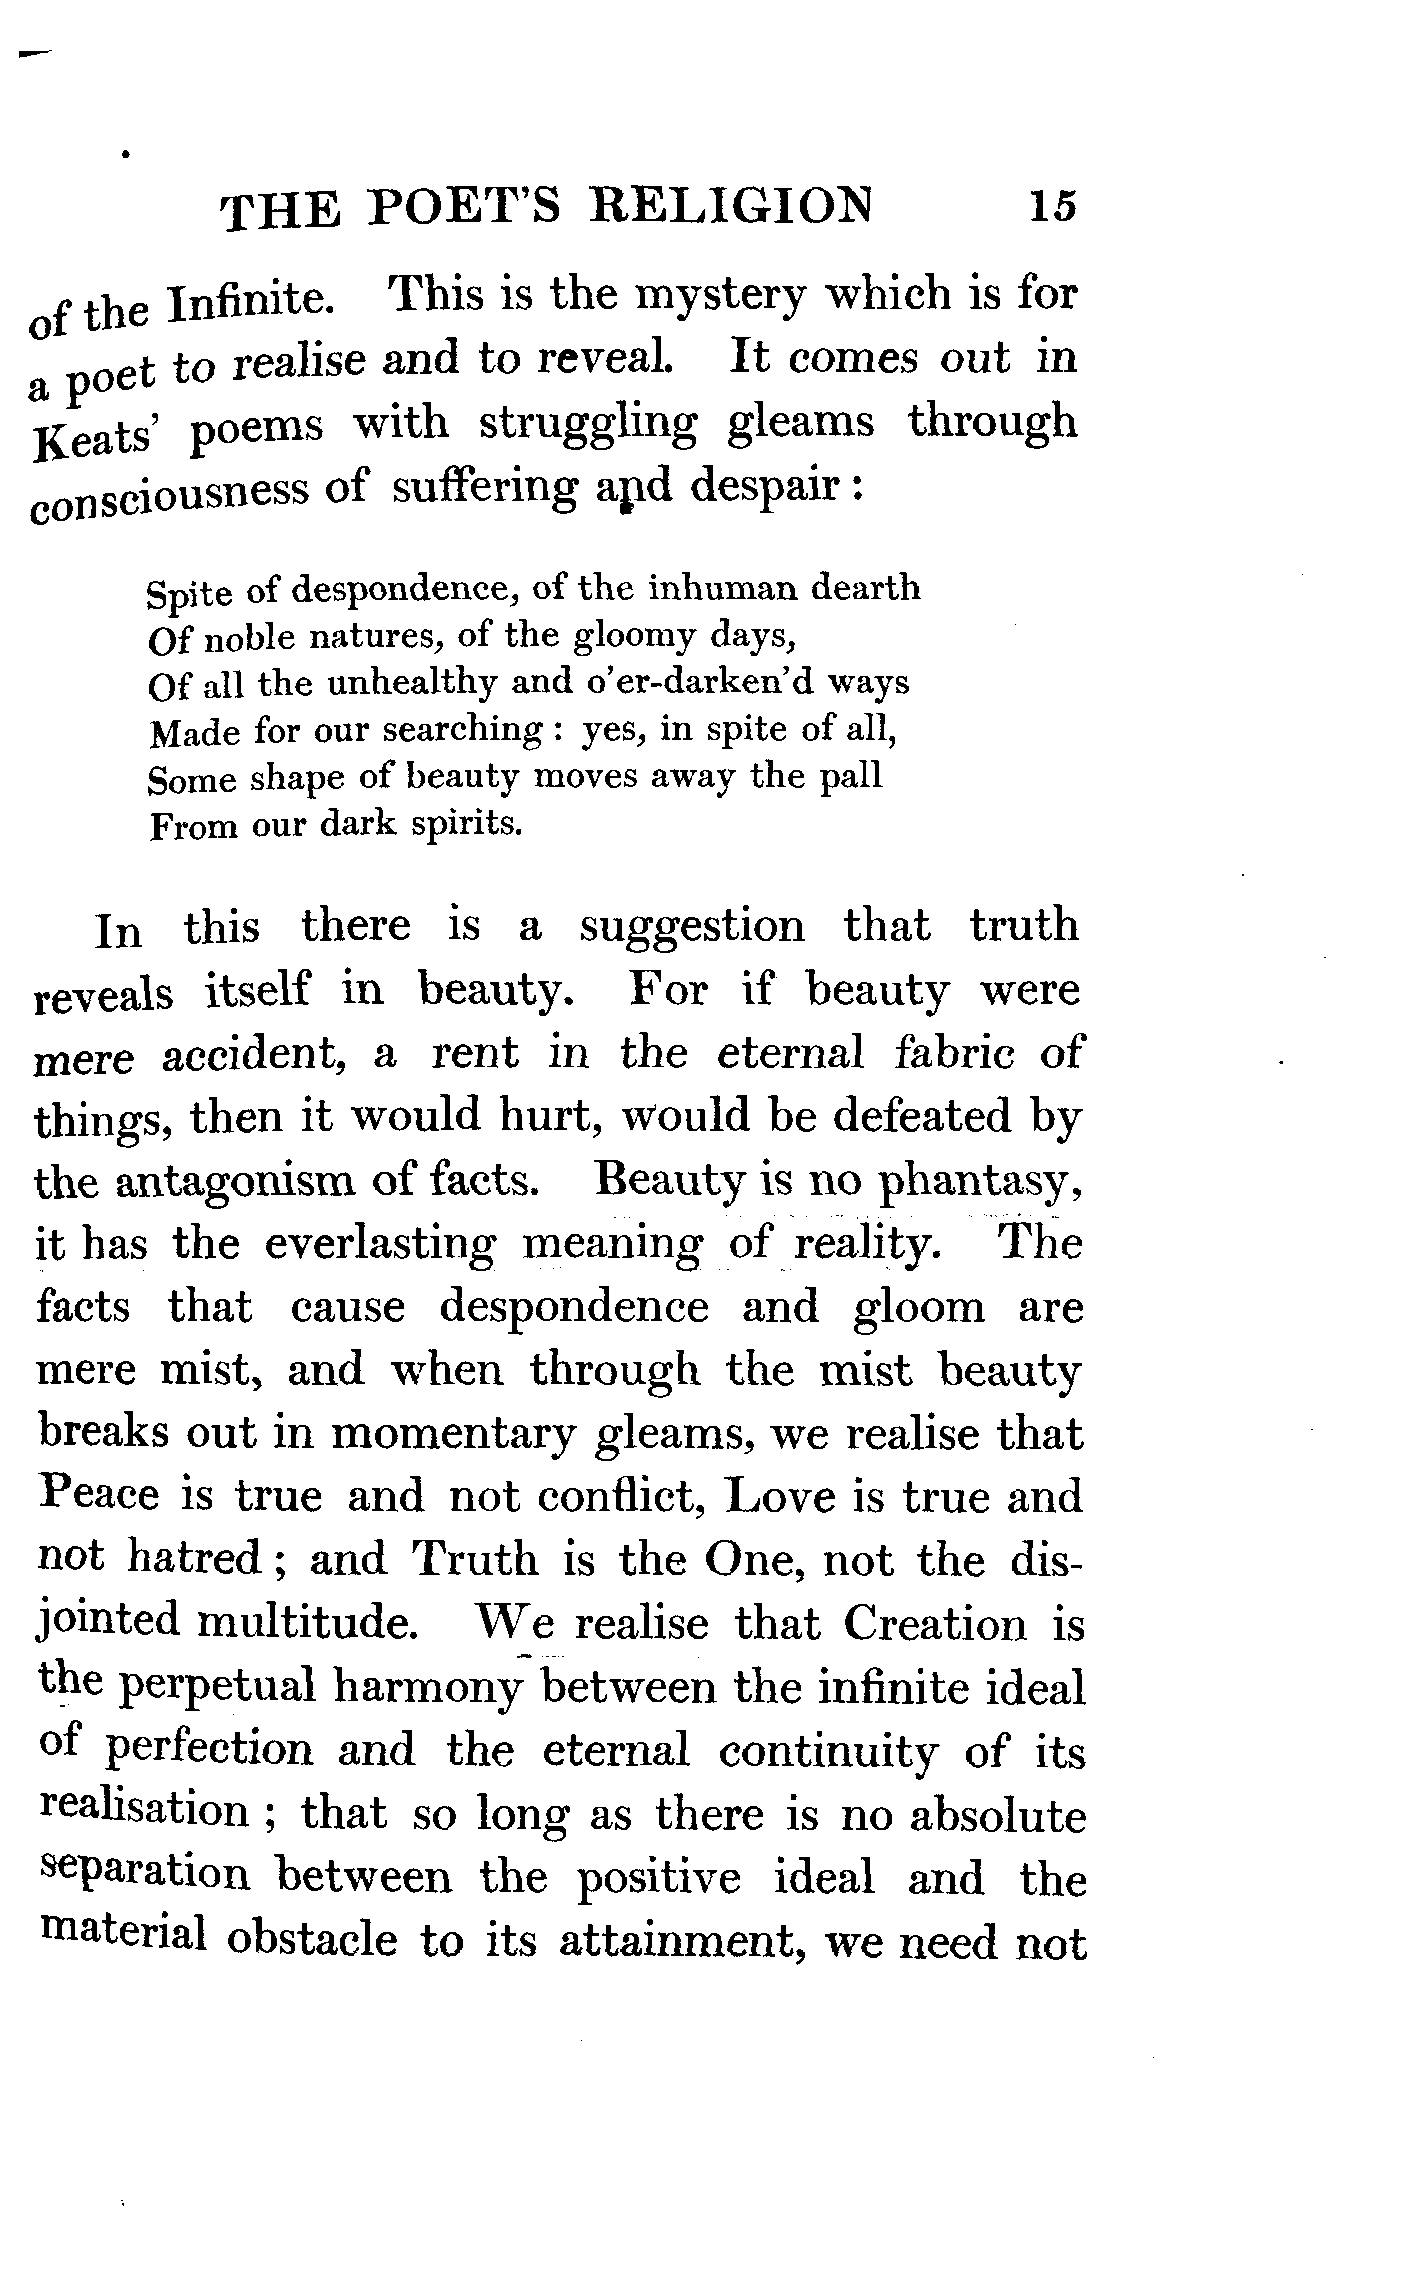 THE POET'S RELIGION 15
of the Infinite. This is the mystery which is for
a poet to realise and to reveal. It comes out in
Keats' poems with struggling gleams through
consciousness of suffering and despair :
Spite of despondence, of the inhuman dearth
Of noble natures, of the gloomy days,
Of all the unhealthy and o'er-darken'd ways
Made for our searching : yes, in spite of all,
Some shape of beauty moves away the pall
From our dark spirits.
In this there is a suggestion that truth
reveals itself in beauty. For if beauty were
mere accident, a rent in the eternal fabric of
things, then it would hurt, would be defeated by
the antagonism of facts. Beauty is no phantasy,
it has the everlasting meaning of reality. The
facts that cause despondence and gloom are
mere mist, and when through the mist beauty
breaks out in momentary gleams, we realise that
Peace is true and not conflict, Love is true and
not hatred ; and Truth is the One, not the dis-
jointed multitude. We realise that Creation is
the perpetual harmony between the infinite ideal
of perfection and the eternal continuity of its
realisation ; that so long as there is no absolute
separation between the positive ideal and the
material obstacle to its attainment, we need not